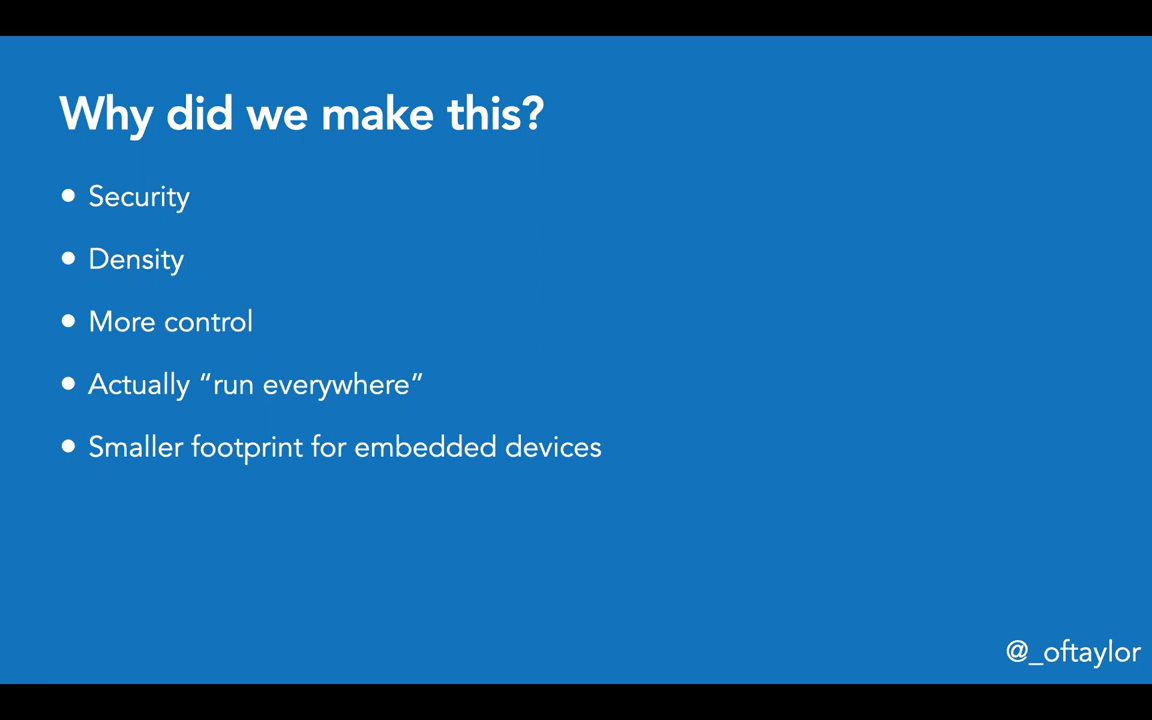 Why did we make this?
• Security
• Density
• More control
• Actually “run everywhere”
• Smaller footprint for embedded devices
@_oftaylor